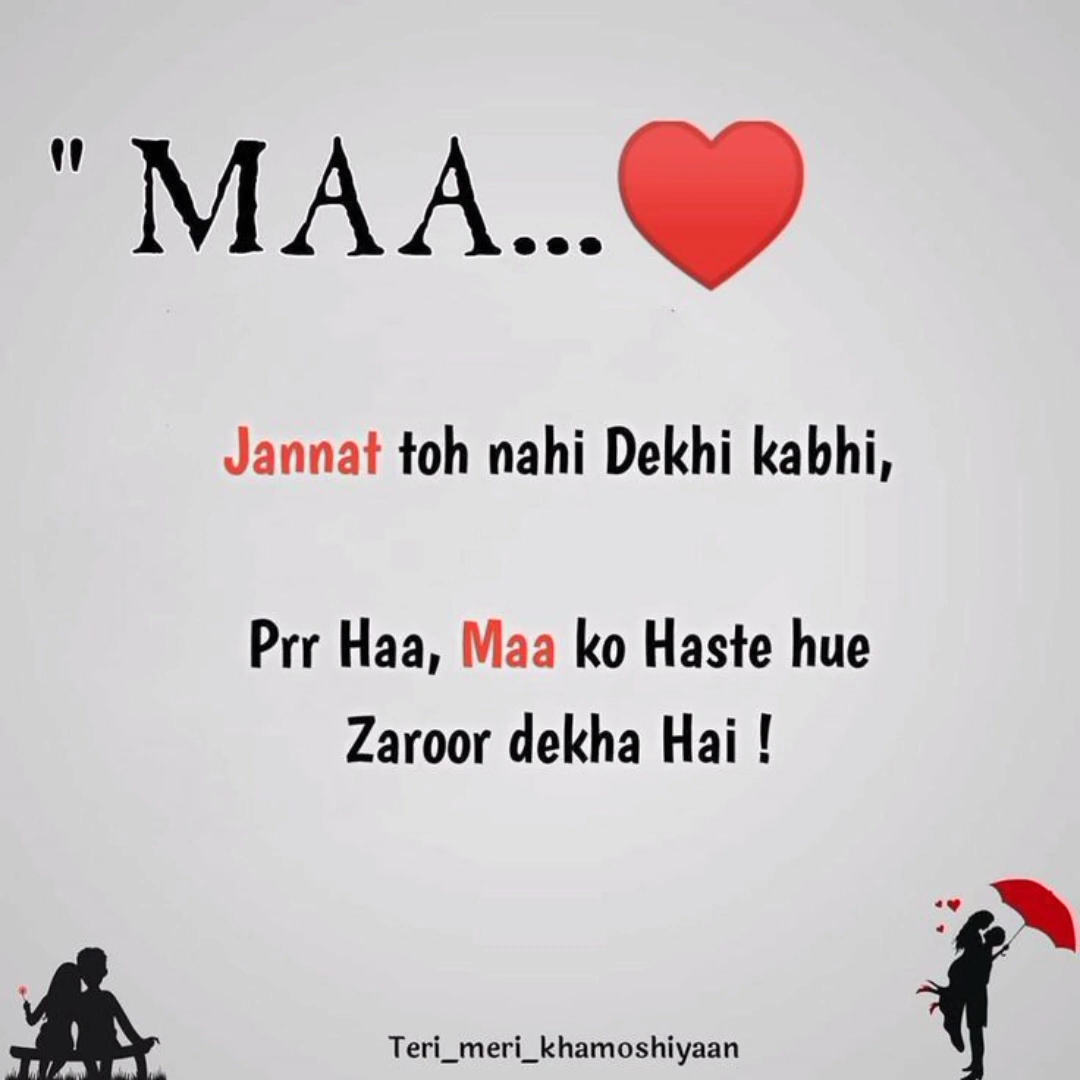 " MAA...❤️
Jannat toh nahi Dekhi kabhi,
Prr Haa, Maa ko Haste hue
Zaroor dekha Hai !
Teri_meri_khamoshiyaan